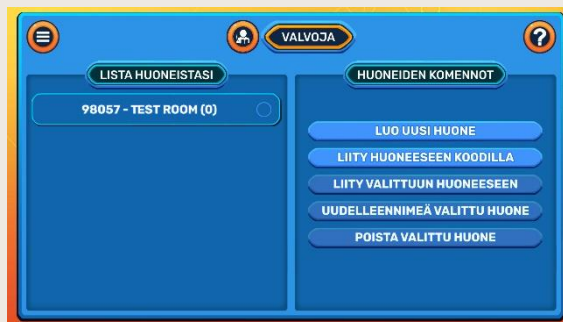 VALVOJA
?
LISTA HUONEISTASI
98057 - TEST ROOM (0)
HUONEIDEN KOMENNOT
LUO UUSI HUONE
LIITY HUONEESEEN KOODILLA
LIITY VALITTUUN HUONEESEEN
UUDELLEENNIMEÄ VALITTU HUONE
POISTA VALITTU HUONE